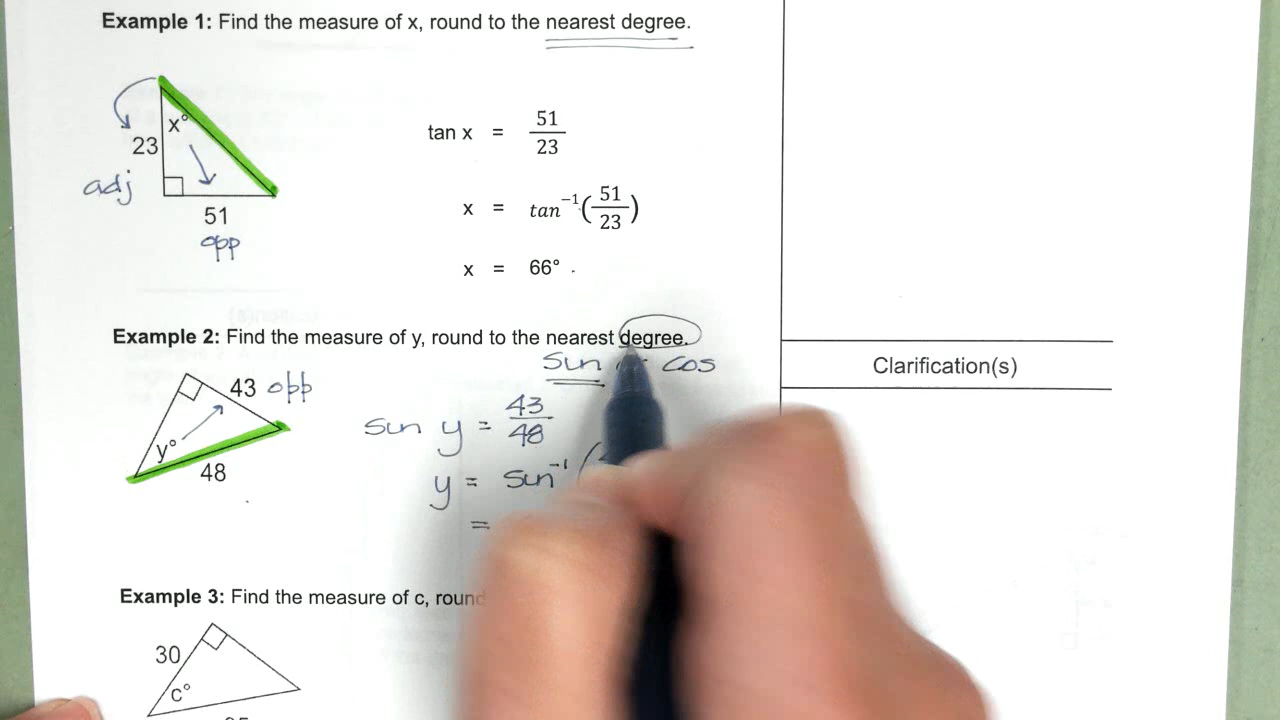 Example 1: Find the measure of x, round to the nearest degree.
x°
23
adj
51
opp
tan x = 51/23
x = tan⁻¹(51/23)
x = 66°
Example 2: Find the measure of y, round to the nearest degree.
sin cos
43 opp
y°
48
sin y = 43/48
y = sin⁻¹ (
=
Clarification(s)
Example 3: Find the measure of c, round
30
c°